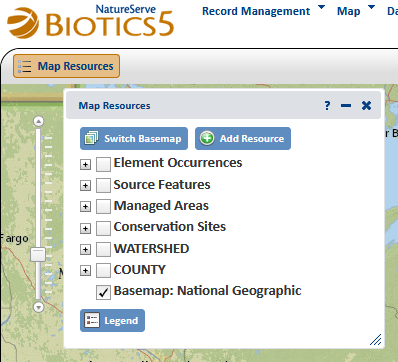 NatureServe
BIOTICS5
Record Management Map
Map Resources
Map Resources ?
Switch Basemap Add Resource
Element Occurrences
Source Features
Managed Areas
Conservation Sites
WATERSHED
COUNTY
Basemap: National Geographic
Legend
Fargo